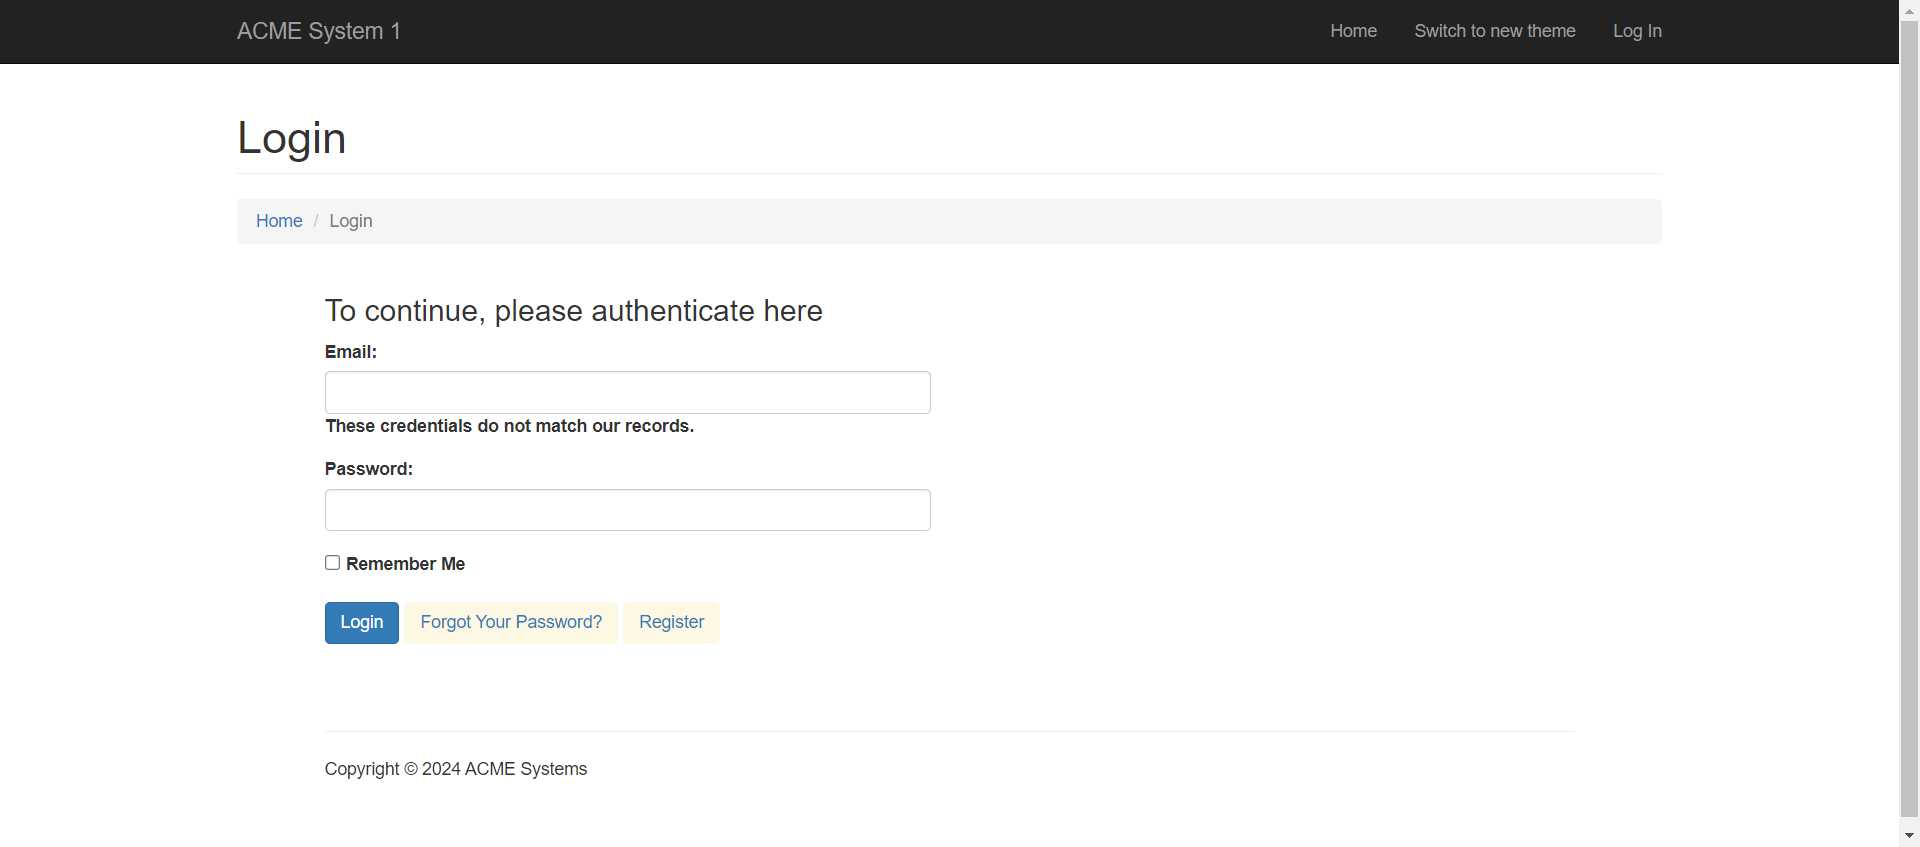 ACME System 1 Home Switch to new theme Log In
Login
Home / Login
To continue, please authenticate here
Email:
These credentials do not match our records.
Password:
Remember Me
Login Forgot Your Password? Register
Copyright © 2024 ACME Systems